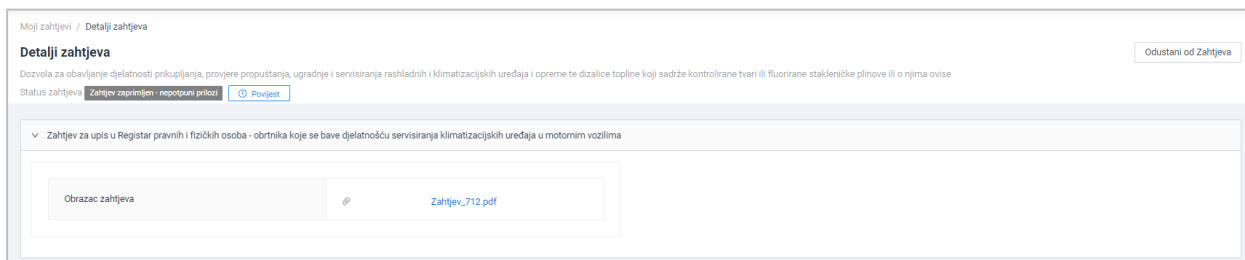 Moji zahtjevi / Detalji zahtjeva
Detalji zahtjeva
Odustani od Zahtjeva
Dozvola za obavljanje djelatnosti prikupljanja, provjere propuštanja, ugradnje i servisiranja rashladnih i klimatizacijskih uređaja i opreme te dizalice topline koji sadrže kontrolirane tvari ili fluorirane stakleničke plinove ili o njima ovise
Status zahtjeva Zahtjev zaprimljen - nepotpuni prilozi Povijest
Zahtjev za upis u Registar pravnih i fizičkih osoba - obrtnika koje se bave djelatnošću servisiranja klimatizacijskih uređaja u motornim vozilima
Obrazac zahtjeva Zahtjev_712.pdf